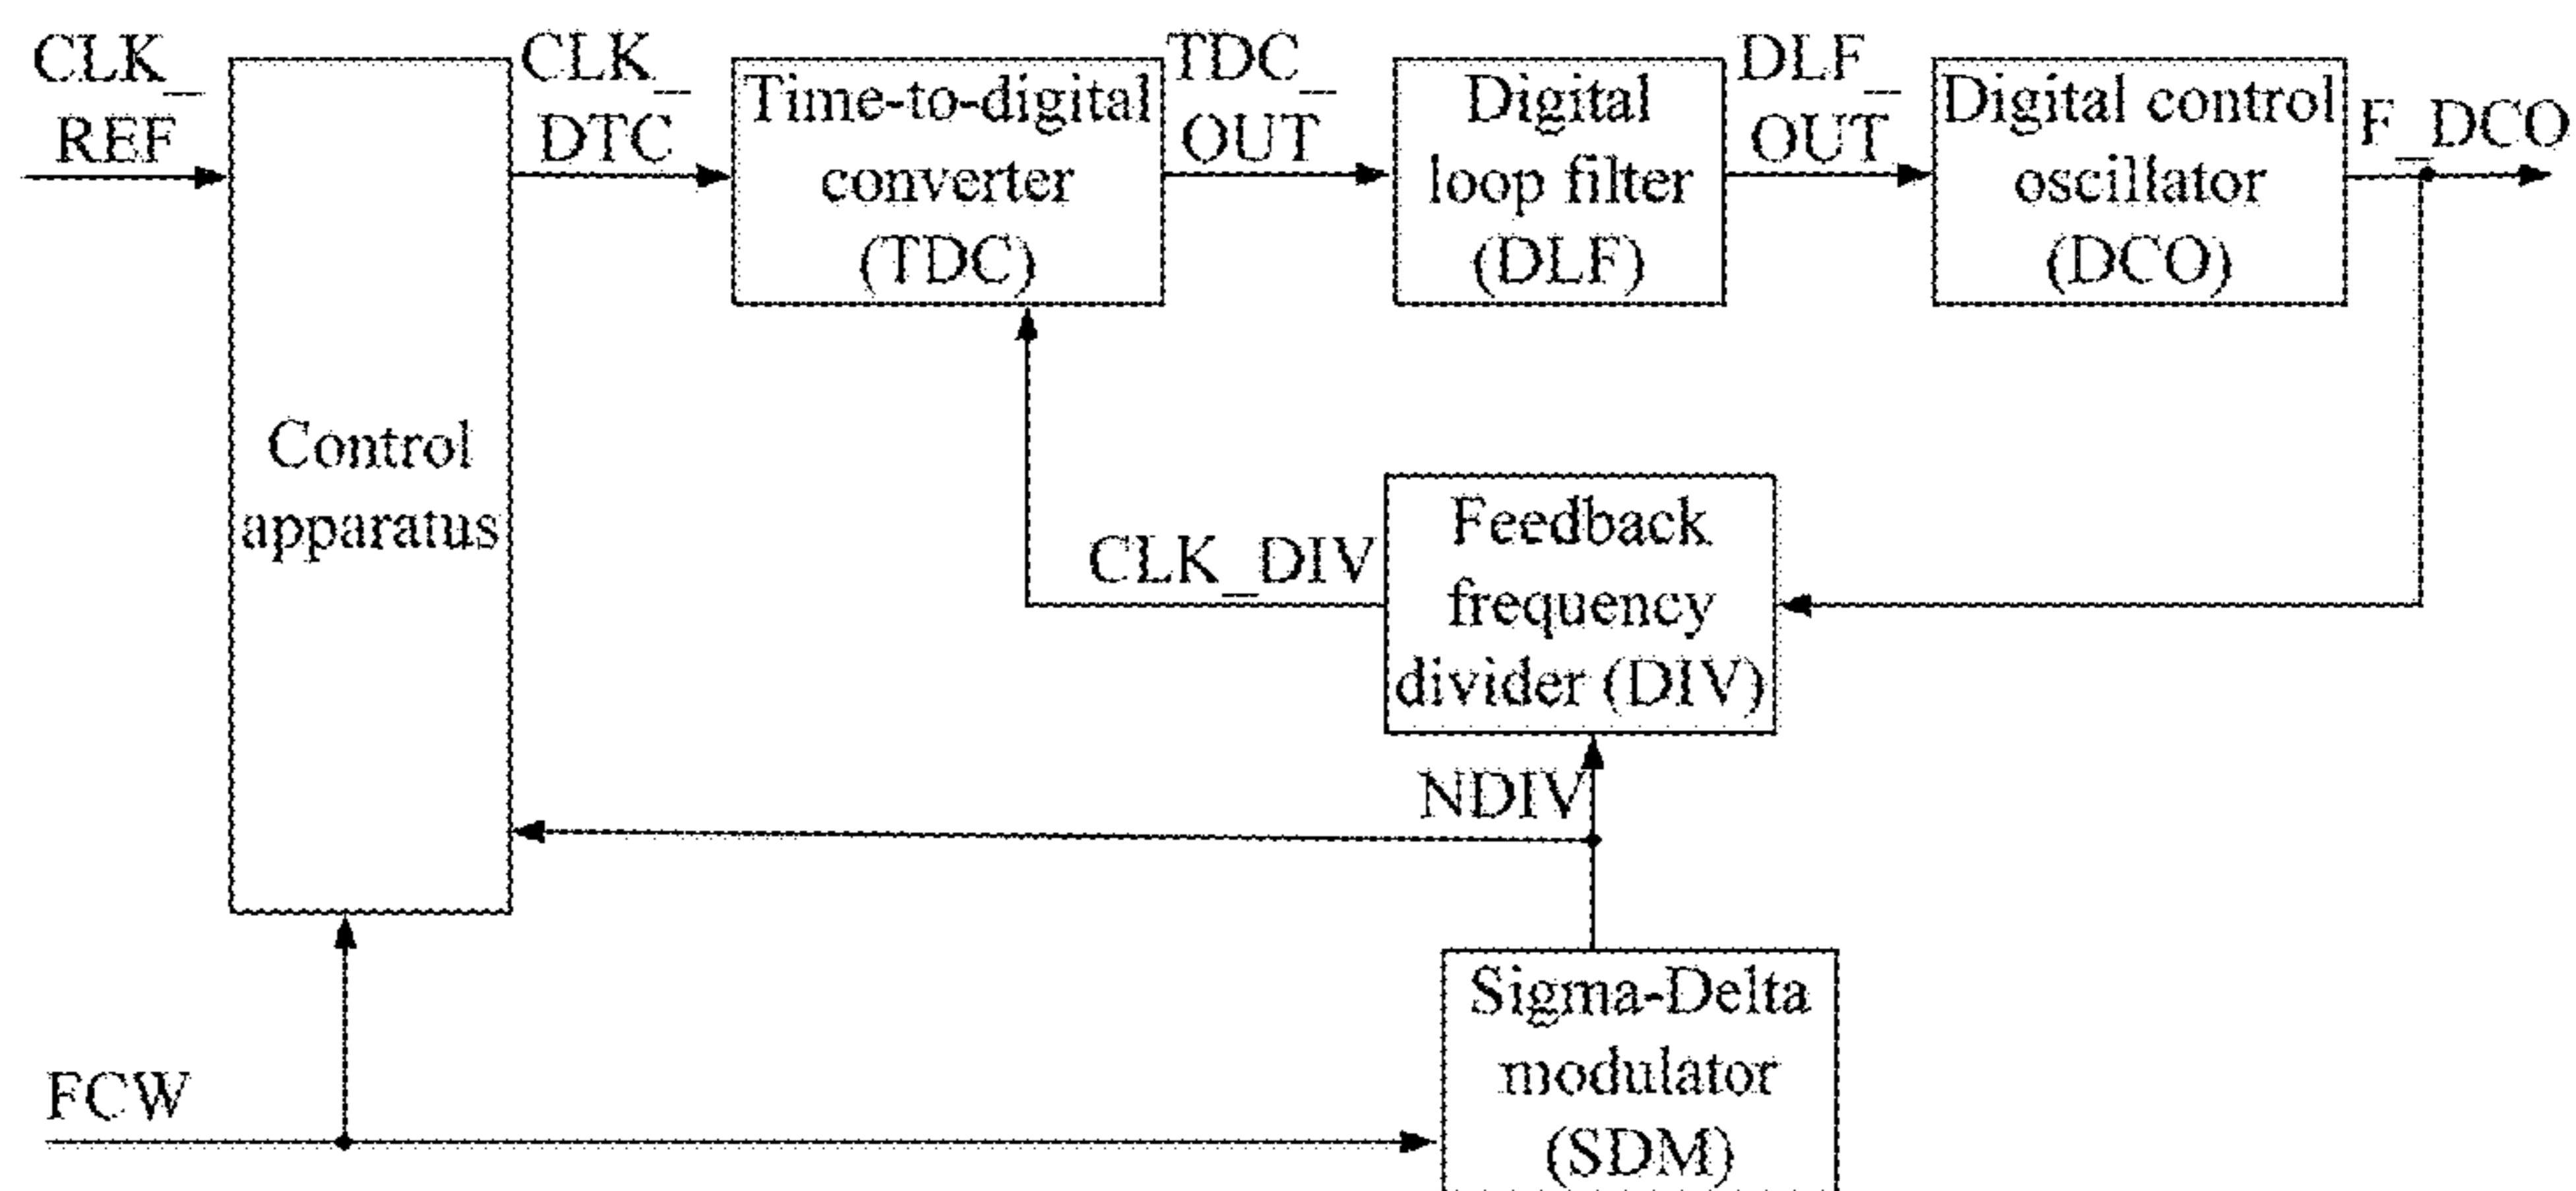 CLK_
REF
CLK_
DTC
Time-to-digital
converter
(TDC)
TDC_
OUT
Digital
loop filter
(DLF)
DLF_
OUT
Digital control
oscillator
(DCO)
F_DCO
Control
apparatus
CLK_DIV
Feedback
frequency
divider (DIV)
NDIV
FCW
Sigma-Delta
modulator
(SDM)